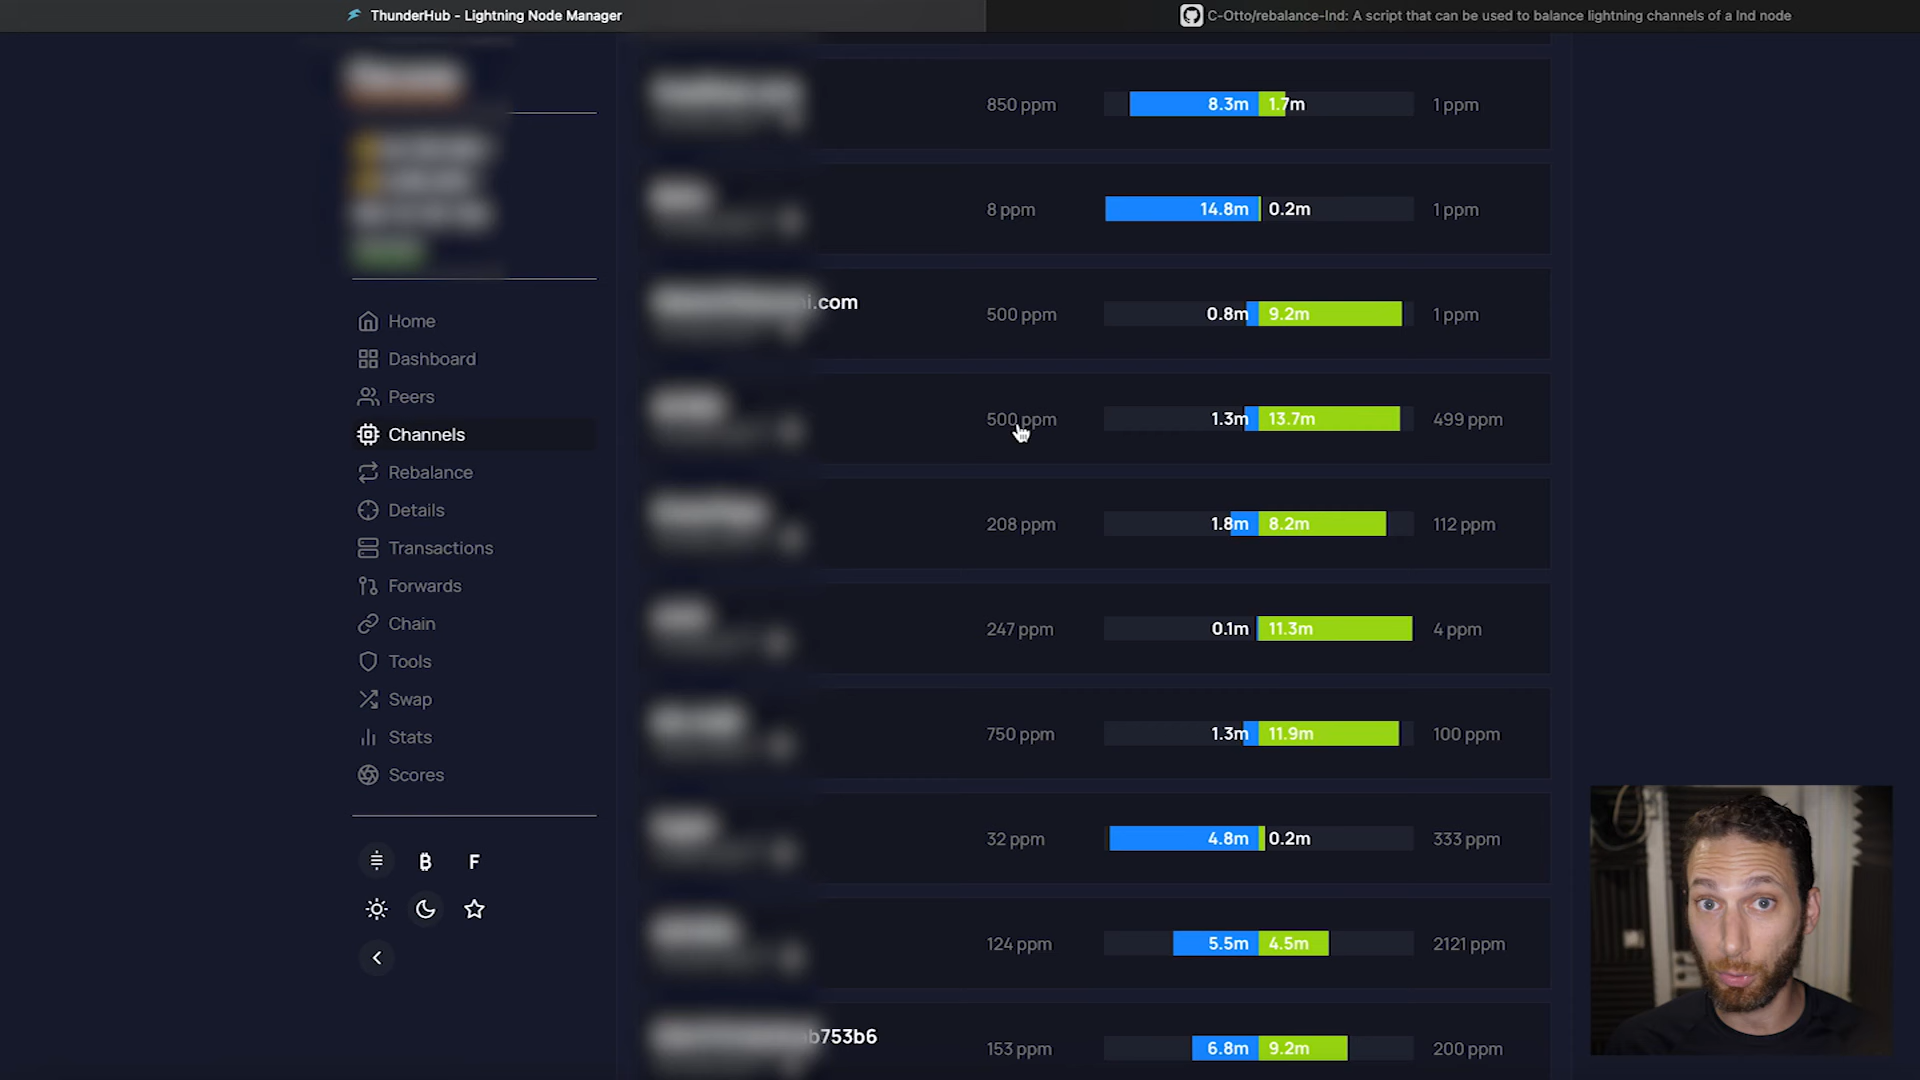 ThunderHub - Lightning Node Manager
C-Otto/rebalance-lnd: A script that can be used to balance lightning channels of a lnd node
850 ppm 8.3m 1.7m 1 ppm
8 ppm 14.8m 0.2m 1 ppm
i.com 500 ppm 0.8m 9.2m 1 ppm
500 ppm 1.3m 13.7m 499 ppm
208 ppm 1.8m 8.2m 112 ppm
247 ppm 0.1m 11.3m 4 ppm
750 ppm 1.3m 11.9m 100 ppm
32 ppm 4.8m 0.2m 333 ppm
124 ppm 5.5m 4.5m 2121 ppm
b753b6 153 ppm 6.8m 9.2m 200 ppm
Home
Dashboard
Peers
Channels
Rebalance
Details
Transactions
Forwards
Chain
Tools
Swap
Stats
Scores
F